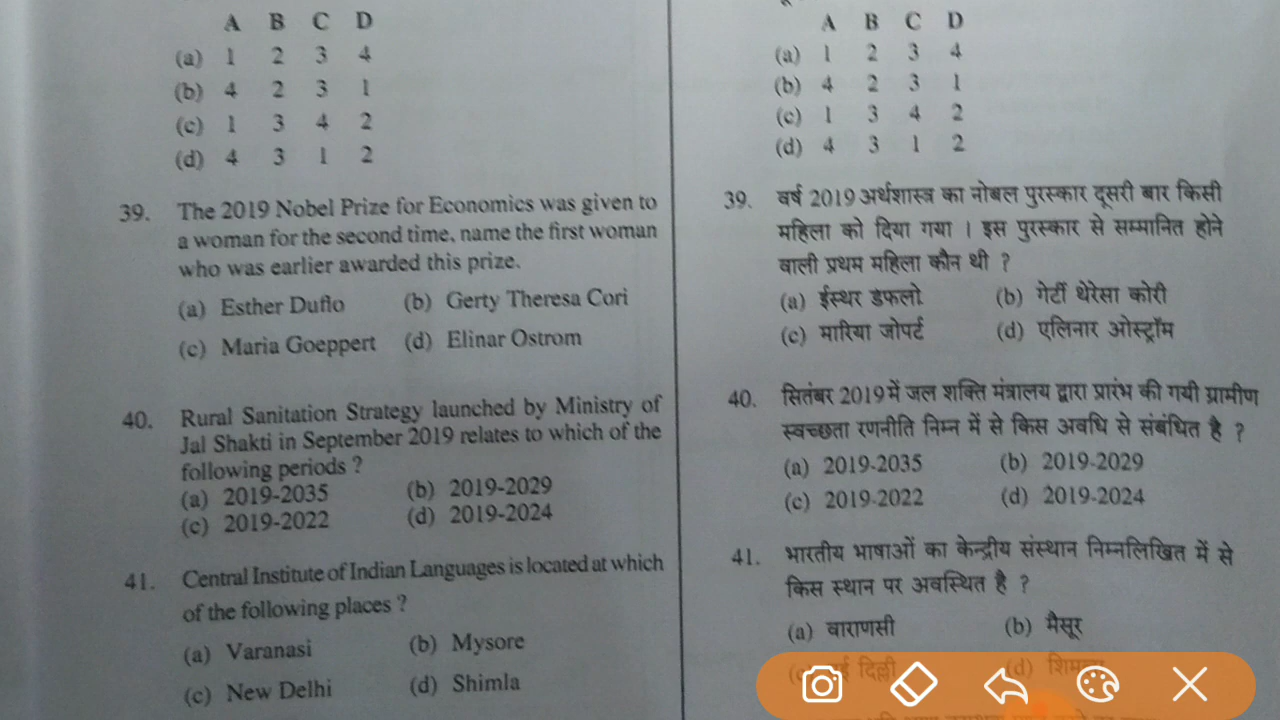 A B C D
(a) 1 2 3 4
(b) 4 2 3 1
(c) 1 3 4 2
(d) 4 3 1 2
39. The 2019 Nobel Prize for Economics was given to
a woman for the second time, name the first woman
who was earlier awarded this prize.
(a) Esther Duflo (b) Gerty Theresa Cori
(c) Maria Goeppert (d) Elinar Ostrom
40. Rural Sanitation Strategy launched by Ministry of
Jal Shakti in September 2019 relates to which of the
following periods ?
(a) 2019-2035 (b) 2019-2029
(c) 2019-2022 (d) 2019-2024
41. Central Institute of Indian Languages is located at which
of the following places ?
(a) Varanasi (b) Mysore
(c) New Delhi (d) Shimla
A B C D
(a) 1 2 3 4
(b) 4 2 3 1
(c) 1 3 4 2
(d) 4 3 1 2
39. वर्ष 2019 अर्थशास्त्र का नोबल पुरस्कार दूसरी बार किसी
महिला को दिया गया । इस पुरस्कार से सम्मानित होने
वाली प्रथम महिला कौन थी ?
(a) ईस्थर डफलो (b) गेर्टी थेरेसा कोरी
(c) मारिया जोपर्ट (d) एलिनार ओस्ट्रॉम
40. सितंबर 2019 में जल शक्ति मंत्रालय द्वारा प्रारंभ की गयी ग्रामीण
स्वच्छता रणनीति निम्न में से किस अवधि से संबंधित है ?
(a) 2019-2035 (b) 2019-2029
(c) 2019-2022 (d) 2019-2024
41. भारतीय भाषाओं का केन्द्रीय संस्थान निम्नलिखित में से
किस स्थान पर अवस्थित है ?
(a) वाराणसी (b) मैसूर
दिल्ली (d)